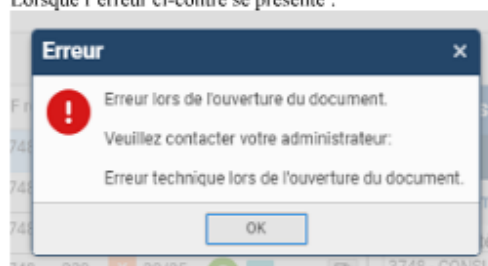 Lorsque l'erreur ci-contre se présente :
Erreur
Erreur lors de l'ouverture du document.
Veuillez contacter votre administrateur:
Erreur technique lors de l'ouverture du document.
OK